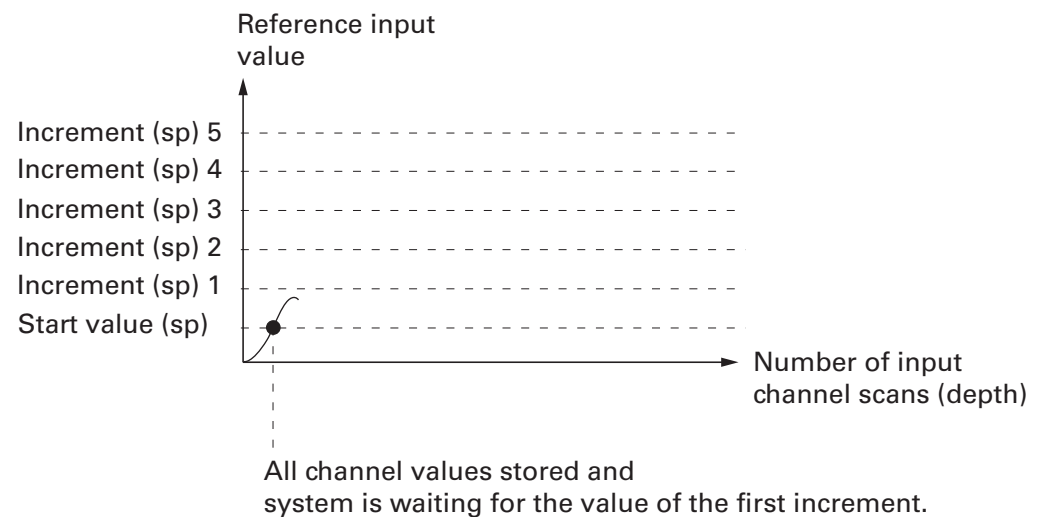 Reference input
value
Increment (sp) 5
Increment (sp) 4
Increment (sp) 3
Increment (sp) 2
Increment (sp) 1
Start value (sp)
Number of input
channel scans (depth)
All channel values stored and
system is waiting for the value of the first increment.